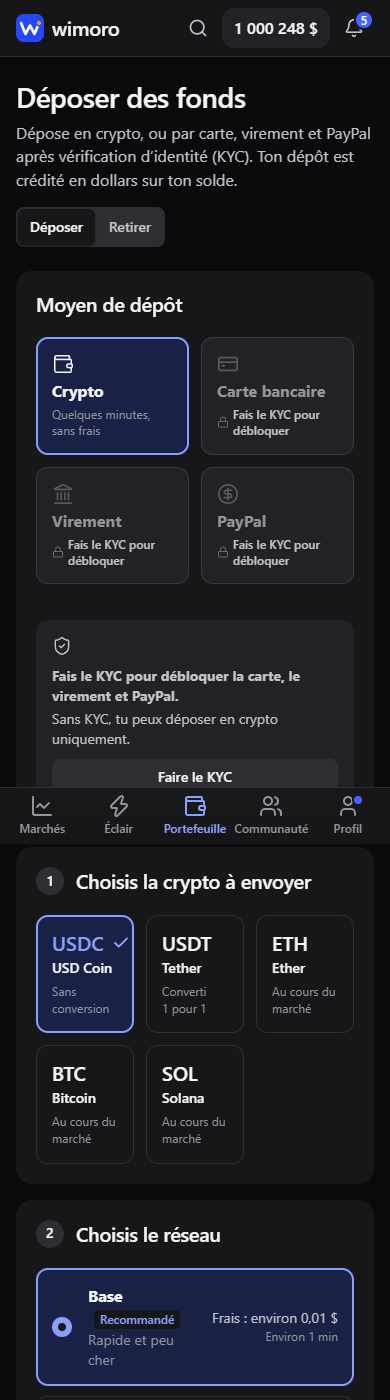 wimoro
1 000 248 $
5
Déposer des fonds
Dépose en crypto, ou par carte, virement et PayPal
après vérification d'identité (KYC). Ton dépôt est
crédité en dollars sur ton solde.
Déposer
Retirer
Moyen de dépôt
Crypto
Quelques minutes,
sans frais
Carte bancaire
Fais le KYC pour
débloquer
Virement
Fais le KYC pour
débloquer
PayPal
Fais le KYC pour
débloquer
Fais le KYC pour débloquer la carte, le
virement et PayPal.
Sans KYC, tu peux déposer en crypto
uniquement.
Faire le KYC
Marchés
Éclair
Portefeuille
Communauté
Profil
1
Choisis la crypto à envoyer
USDC
USD Coin
Sans
conversion
USDT
Tether
Converti
1 pour 1
ETH
Ether
Au cours du
marché
BTC
Bitcoin
Au cours du
marché
SOL
Solana
Au cours du
marché
2
Choisis le réseau
Base
Recommandé
Rapide et peu
cher
Frais : environ 0,01 $
Environ 1 min